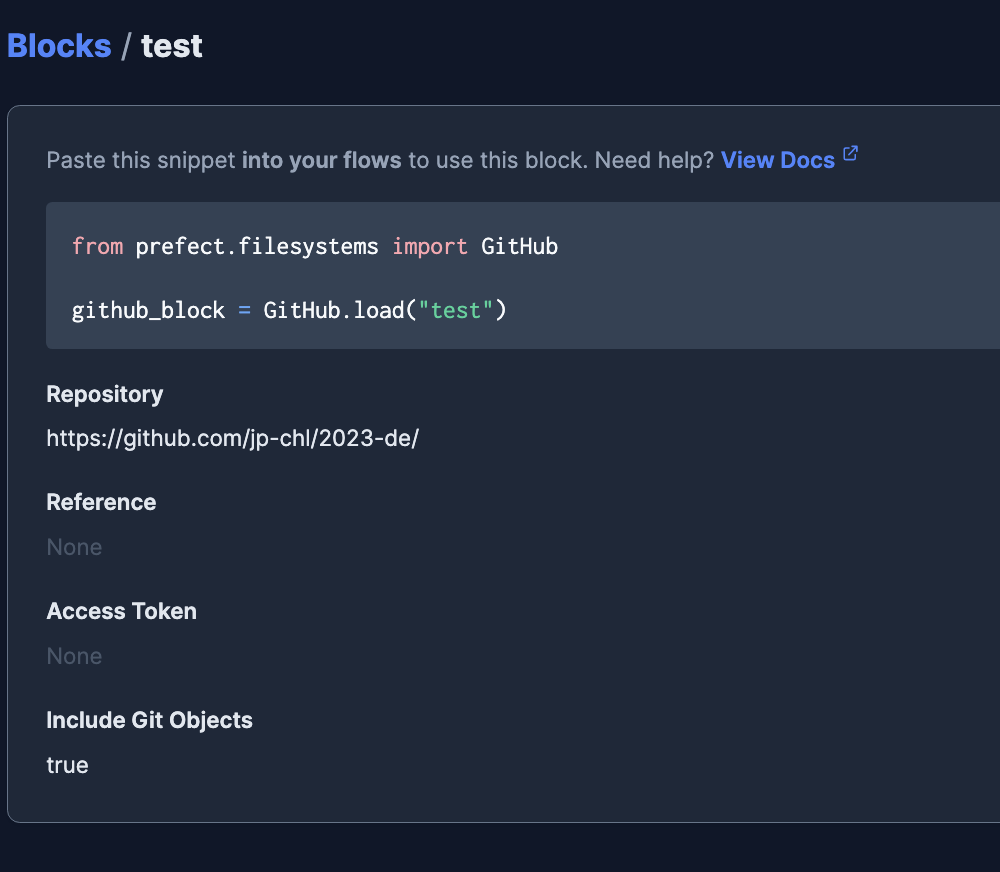 Blocks / test
Paste this snippet into your flows to use this block. Need help? View Docs
from prefect.filesystems import GitHub
github_block = GitHub.load("test")
Repository
https://github.com/jp-chl/2023-de/
Reference
None
Access Token
None
Include Git Objects
true